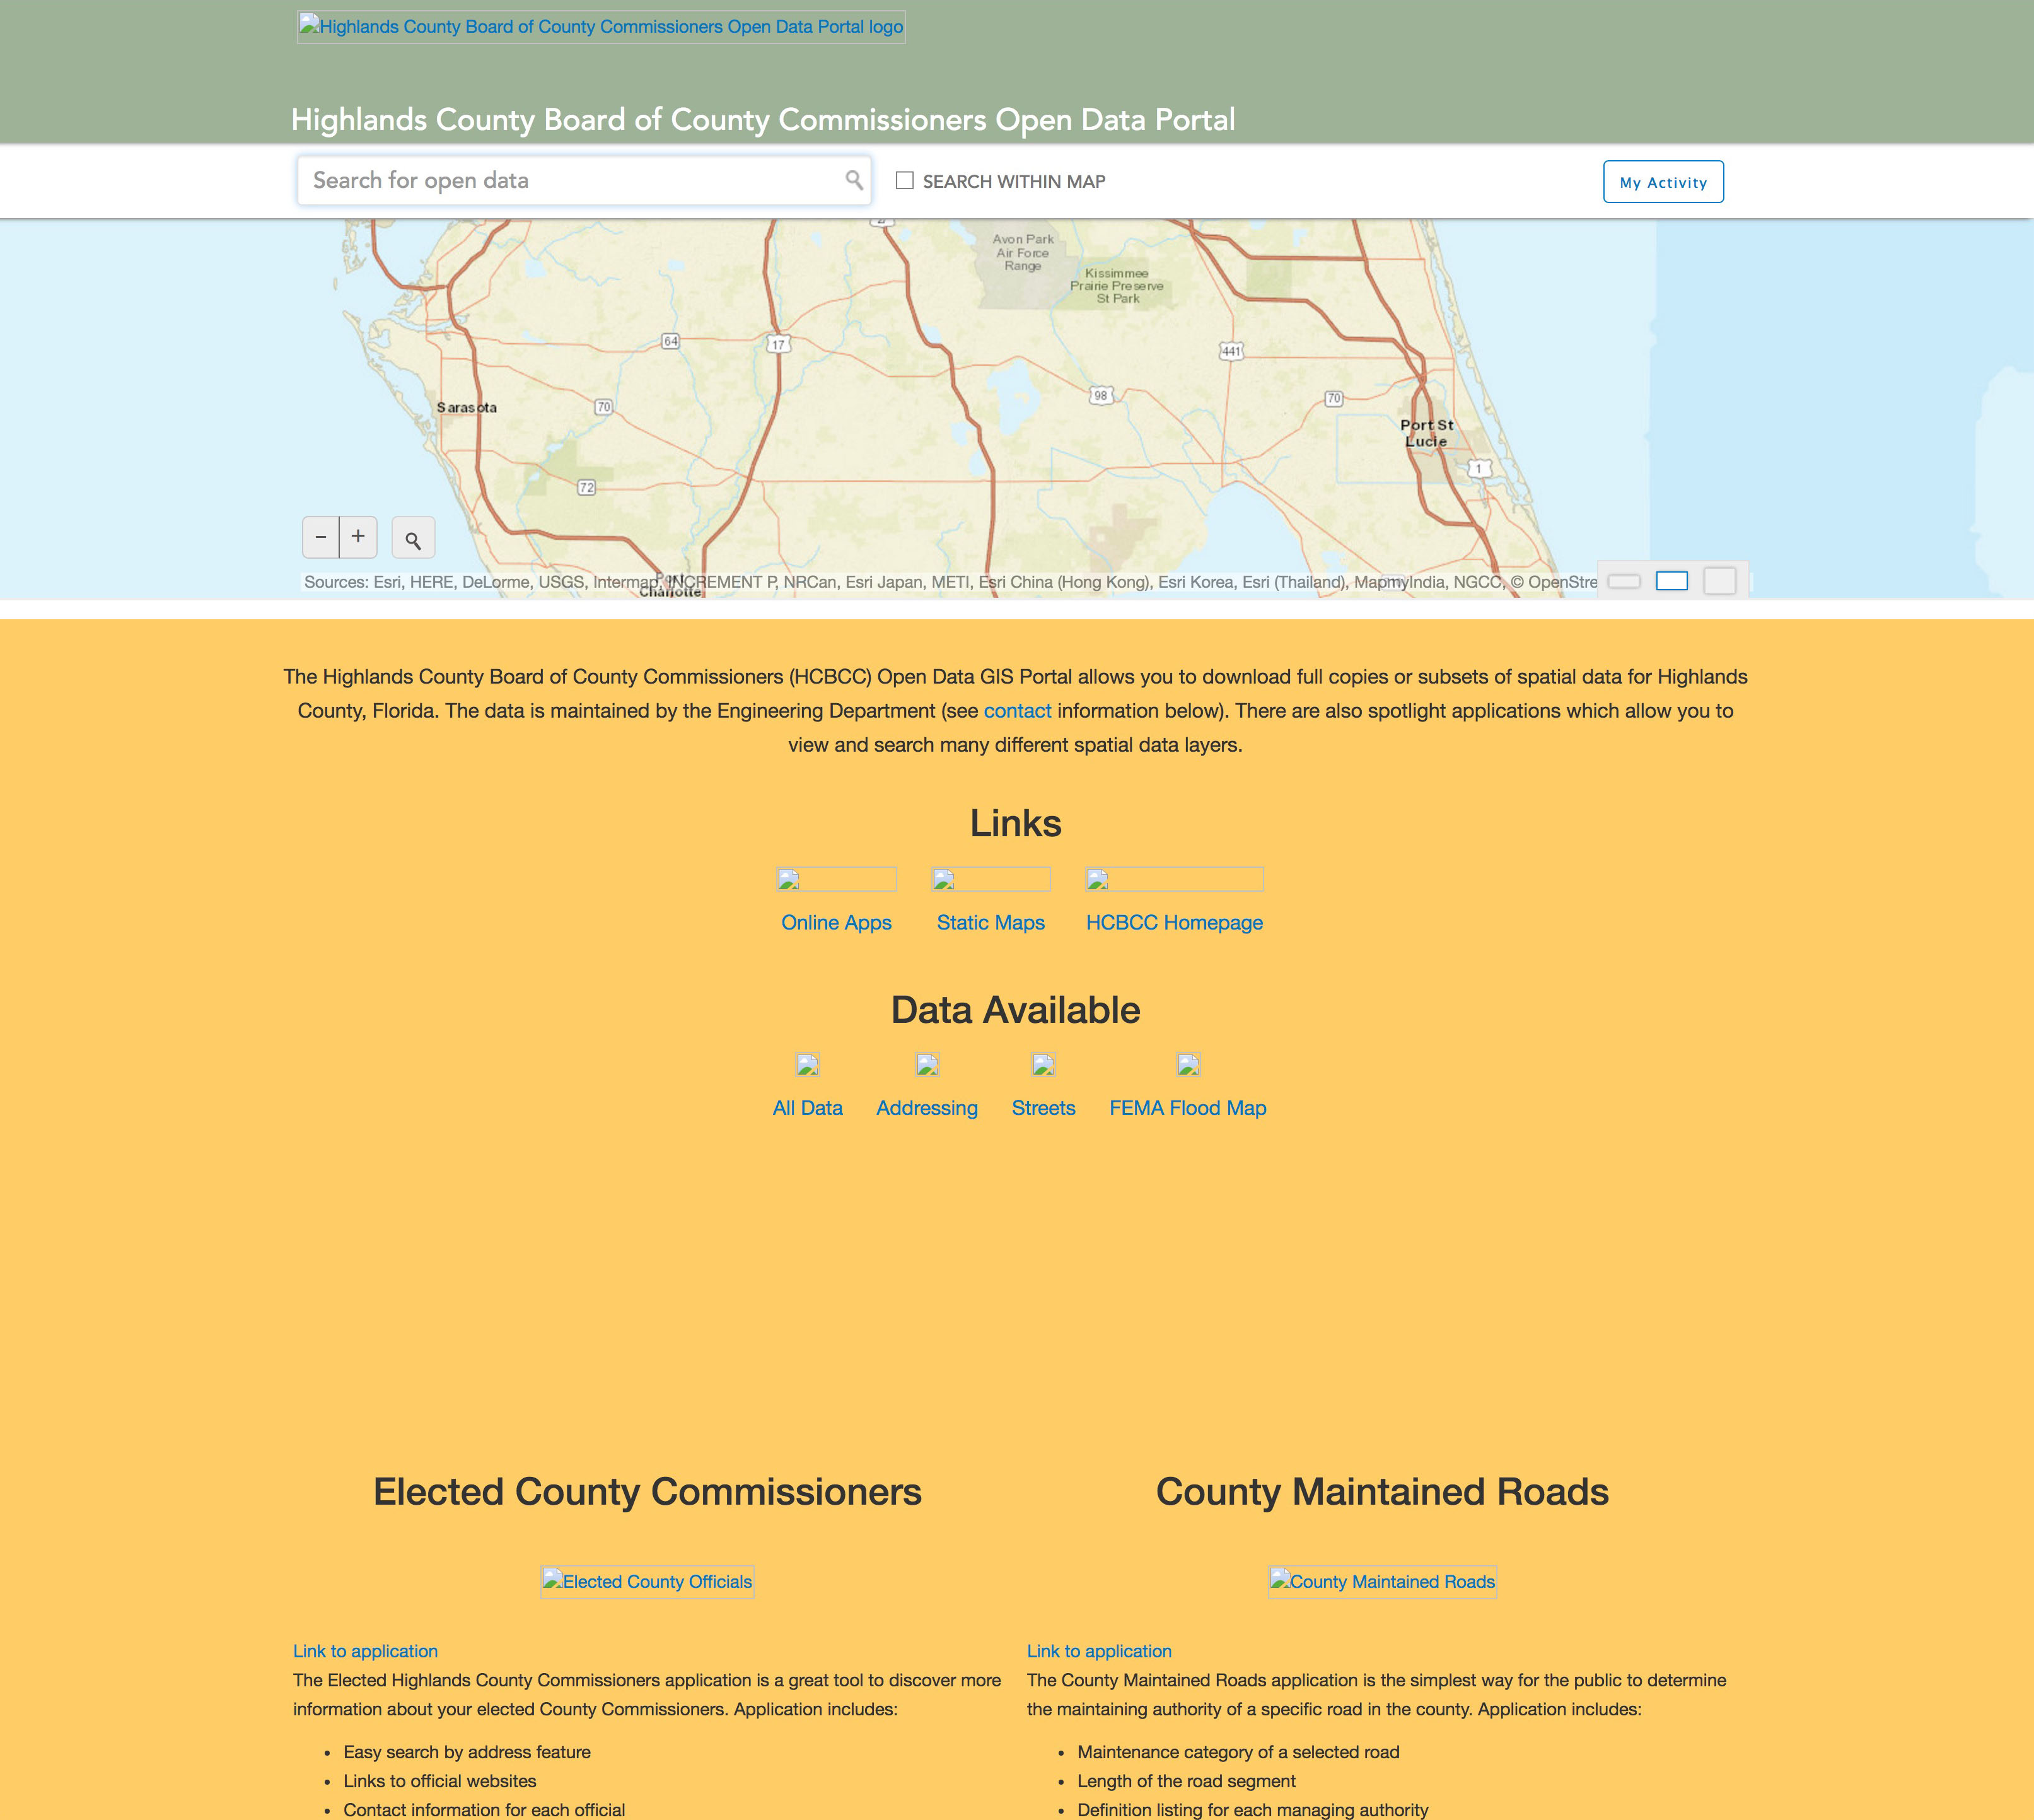 Highlands County Board of County Commissioners Open Data Portal logo
Highlands County Board of County Commissioners Open Data Portal
Search for open data
SEARCH WITHIN MAP
My Activity
Avon Park
Air Force
Range
Kissimmee
Prairie Preserve
St Park
64
17
441
98
70
70
Sarasota
Port St
Lucie
1
72
- +
Sources: Esri, HERE, DeLorme, USGS, Intermap, INCREMENT P, NRCan, Esri Japan, METI, Esri China (Hong Kong), Esri Korea, Esri (Thailand), MapmyIndia, NGCC, © OpenStre
Charlotte
The Highlands County Board of County Commissioners (HCBCC) Open Data GIS Portal allows you to download full copies or subsets of spatial data for Highlands
County, Florida. The data is maintained by the Engineering Department (see contact information below). There are also spotlight applications which allow you to
view and search many different spatial data layers.
Links
Online Apps Static Maps HCBCC Homepage
Data Available
All Data Addressing Streets FEMA Flood Map
Elected County Commissioners
Elected County Officials
Link to application
The Elected Highlands County Commissioners application is a great tool to discover more
information about your elected County Commissioners. Application includes:
• Easy search by address feature
• Links to official websites
• Contact information for each official
County Maintained Roads
County Maintained Roads
Link to application
The County Maintained Roads application is the simplest way for the public to determine
the maintaining authority of a specific road in the county. Application includes:
• Maintenance category of a selected road
• Length of the road segment
• Definition listing for each managing authority